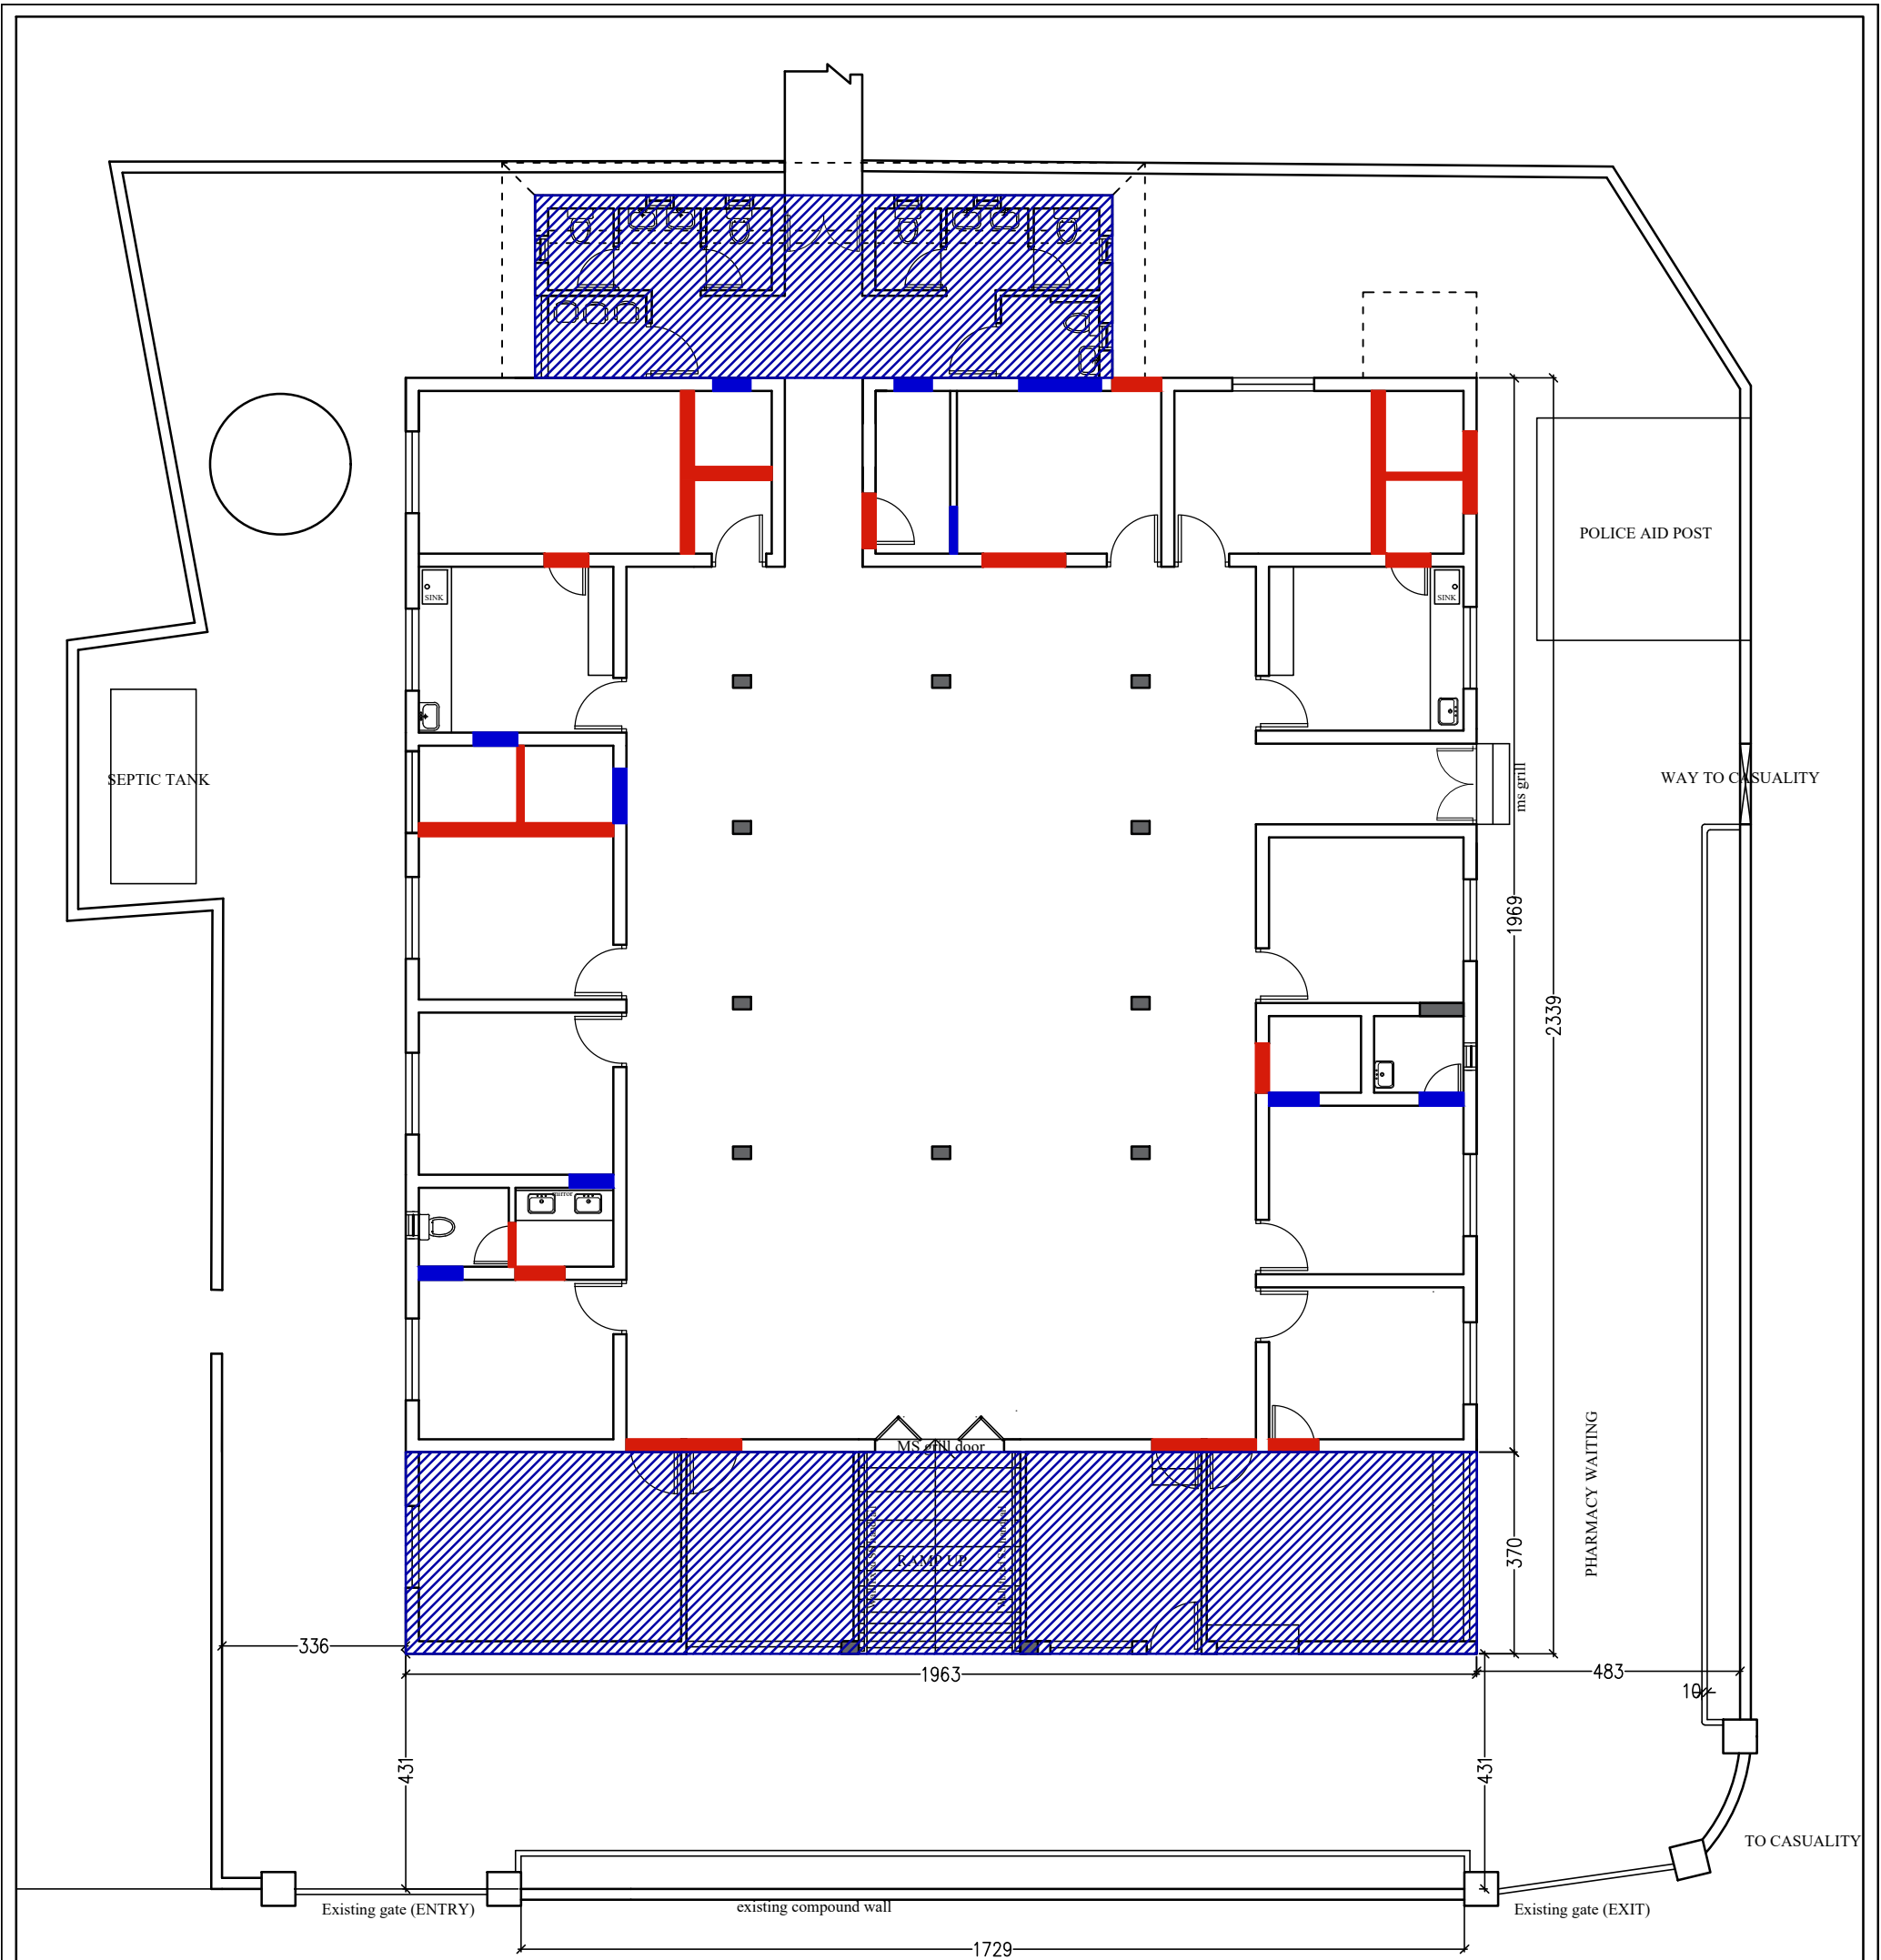 POLICE AID POST
SINK
SINK
SEPTIC TANK
ms grill
WAY TO CASUALITY
1969
2339
mirror
MS grill door
PHARMACY WAITING
RAMP UP
370
336
1963
483
10
431
431
TO CASUALITY
Existing gate (ENTRY)
existing compound wall
Existing gate (EXIT)
1729